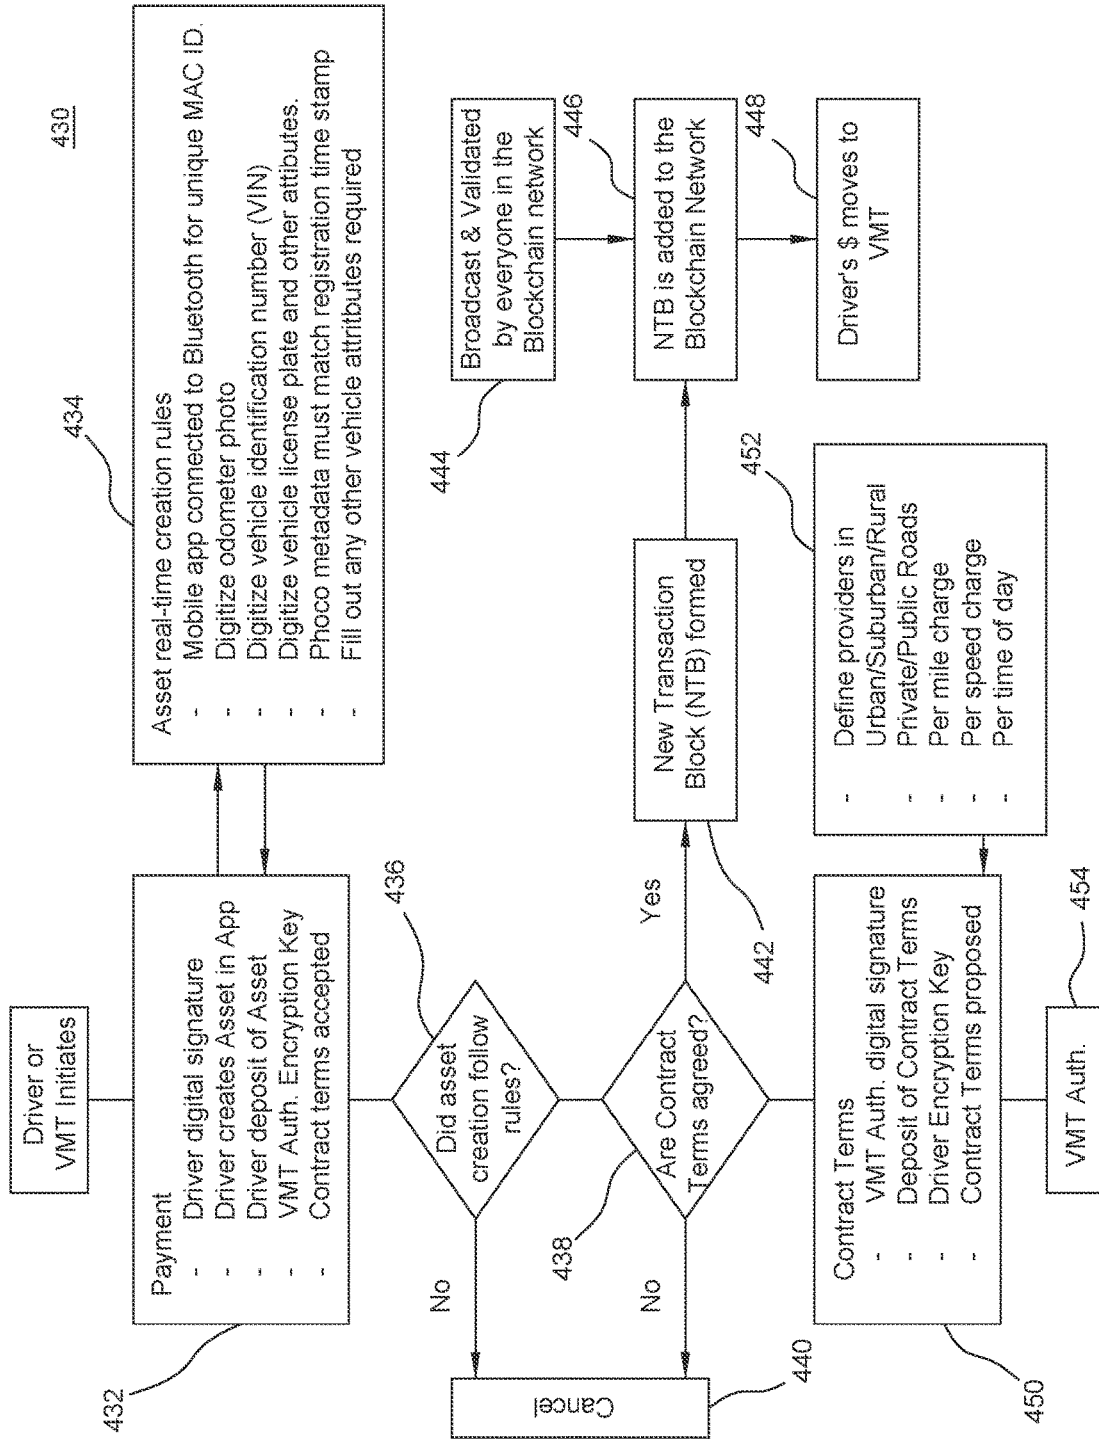 430
Driver or
VMT Initiates
Payment
- Driver digital signature
- Driver creates Asset in App
- Driver deposit of Asset
- VMT Auth. Encryption Key
- Contract terms accepted
432
434
Asset real-time creation rules
- Mobile app connected to Bluetooth for unique MAC ID.
- Digitize odometer photo
- Digitize vehicle identification number (VIN)
- Digitize vehicle license plate and other attibutes.
- Phoco metadata must match registration time stamp
- Fill out any other vehicle attritbutes required
436
Did asset
creation follow
rules?
No
Cancel
440
438
Are Contract
Terms agreed?
No
Yes
New Transaction
Block (NTB) formed
442
444
Broadcast & Validated
by everyone in the
Blockchain network
446
NTB is added to the
Blockchain Network
448
Driver's $ moves to
VMT
Contract Terms
- VMT Auth. digital signature
- Deposit of Contract Terms
- Driver Encryption Key
- Contract Terms proposed
450
452
- Define providers in
Urban/Suburban/Rural
- Private/Public Roads
- Per mile charge
- Per speed charge
- Per time of day
VMT Auth.
454